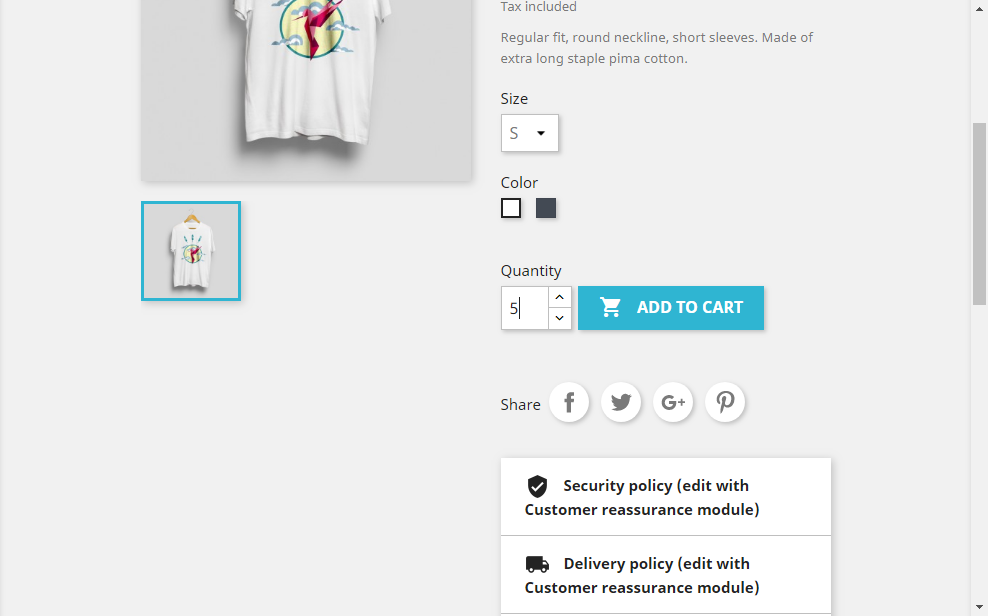 Tax included
Regular fit, round neckline, short sleeves. Made of
extra long staple pima cotton.
Size
S
Color
Quantity
5
ADD TO CART
Share
G+
Security policy (edit with
Customer reassurance module)
Delivery policy (edit with
Customer reassurance module)